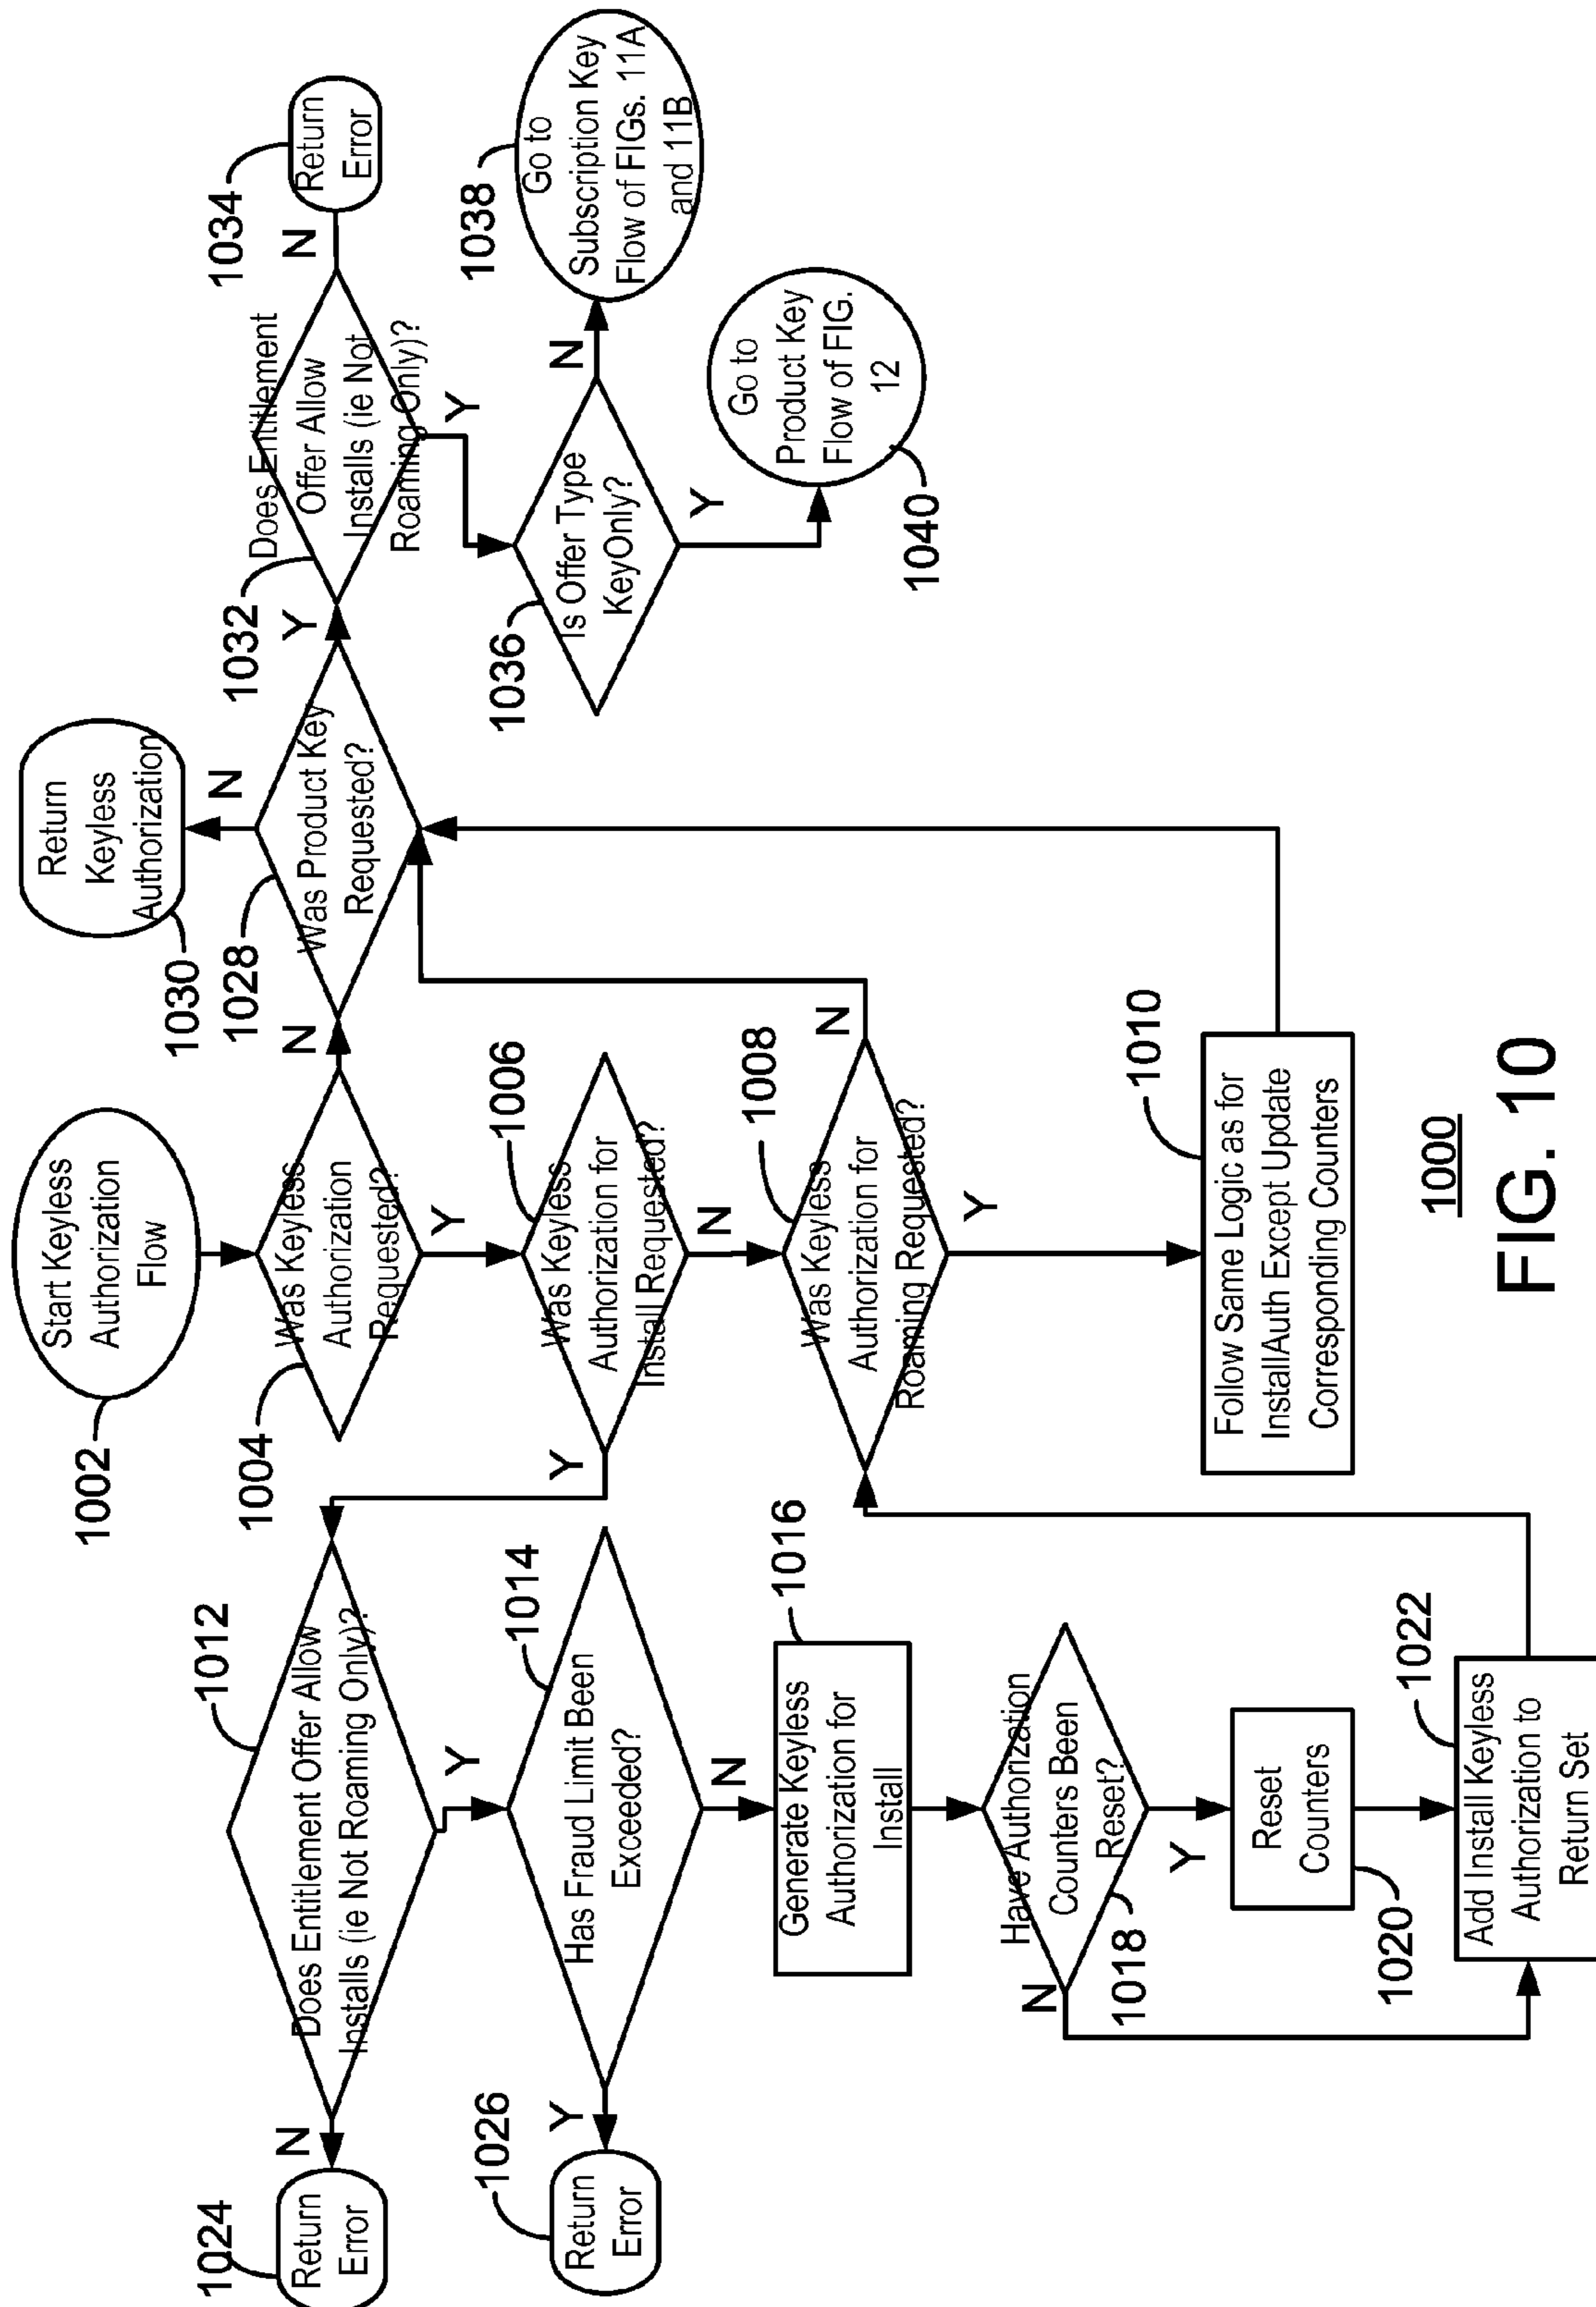 Start Keyless
Authorization
Flow
1002
Was Keyless
Authorization
Requested?
1004
N
Y
Was Keyless
Authorization for
Install Requested?
1006
Y
N
Was Keyless
Authorization for
Roaming Requested?
1008
N
Y
Follow Same Logic as for
InstallAuth Except Update
Corresponding Counters
1010
Does Entitlement Offer Allow
Installs (ie Not Roaming Only)?
1012
N
Y
Return
Error
1024
Has Fraud Limit Been
Exceeded?
1014
Y
N
Return
Error
1026
Generate Keyless
Authorization for
Install
1016
Have Authorization
Counters Been
Reset?
1018
N
Y
Reset
Counters
1020
Add Install Keyless
Authorization to
Return Set
1022
Was Product Key
Requested?
1028
N
Y
Return
Keyless
Authorization
1030
Does Entitlement
Offer Allow
Installs (ie Not
Roaming Only)?
1032
N
Y
Return
Error
1034
Is Offer Type
KeyOnly?
1036
N
Y
Go to
Subscription Key
Flow of FIGs. 11A
and 11B
1038
Go to
Product Key
Flow of FIG.
12
1040
1000
FIG. 10